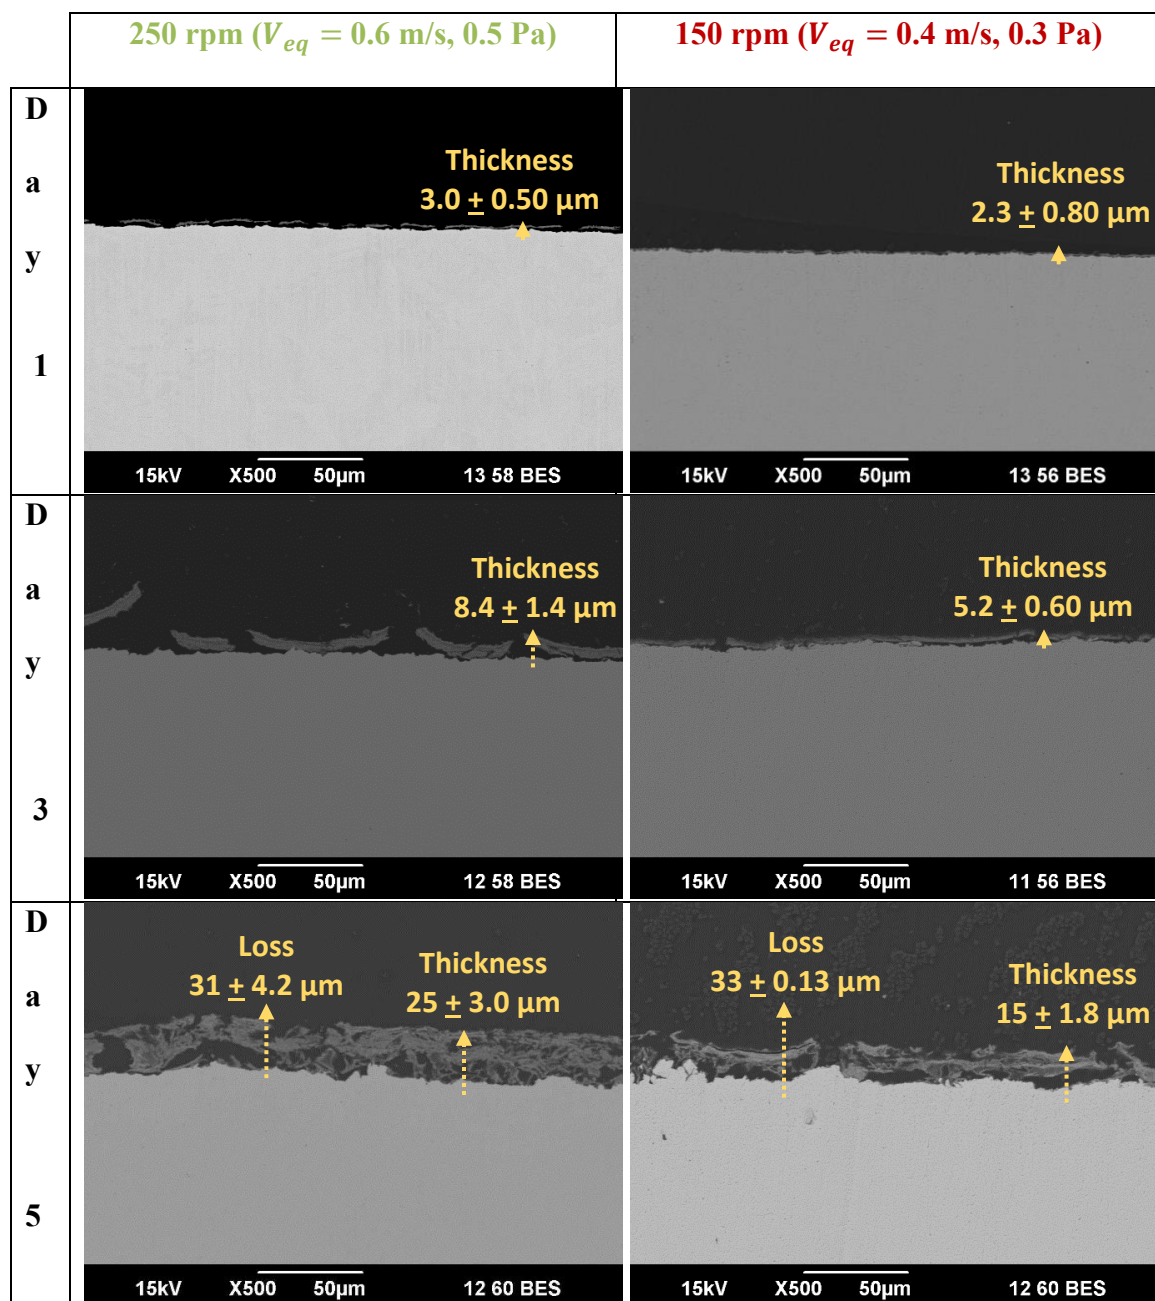 250 rpm (V_eq = 0.6 m/s, 0.5 Pa)
150 rpm (V_eq = 0.4 m/s, 0.3 Pa)
D
a
y
1
Thickness
3.0 ± 0.50 µm
15kV X500 50µm 13 58 BES
Thickness
2.3 ± 0.80 µm
15kV X500 50µm 13 56 BES
D
a
y
3
Thickness
8.4 ± 1.4 µm
15kV X500 50µm 12 58 BES
Thickness
5.2 ± 0.60 µm
15kV X500 50µm 11 56 BES
D
a
y
5
Loss
31 ± 4.2 µm
Thickness
25 ± 3.0 µm
15kV X500 50µm 12 60 BES
Loss
33 ± 0.13 µm
Thickness
15 ± 1.8 µm
15kV X500 50µm 12 60 BES